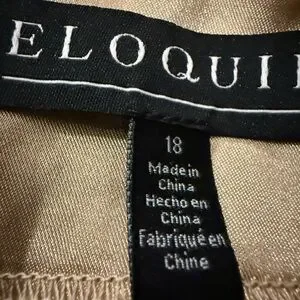 ELOQUI
18
Made in
China
Hecho en
China
Fabriqué en
Chine